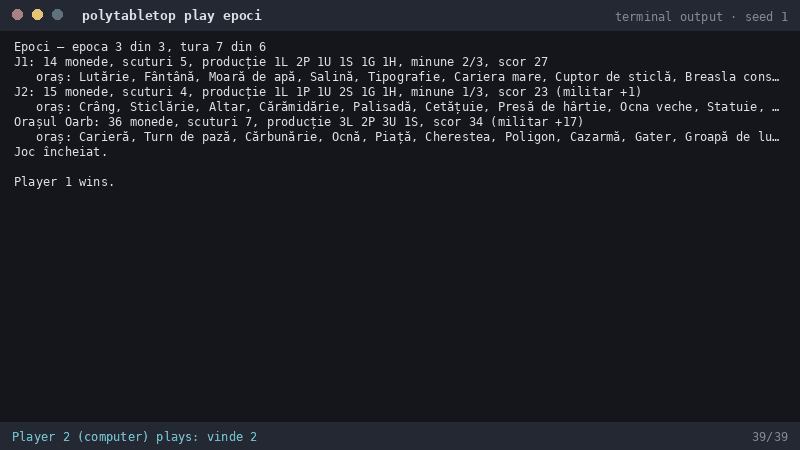 polytabletop play epoci
terminal output · seed 1
Epoci — epoca 3 din 3, tura 7 din 6
J1: 14 monede, scuturi 5, producție 1L 2P 1U 1S 1G 1H, minune 2/3, scor 27
oraș: Lutărie, Fântână, Moară de apă, Salină, Tipografie, Cariera mare, Cuptor de sticlă, Breasla cons…
J2: 15 monede, scuturi 4, producție 1L 1P 1U 2S 1G 1H, minune 1/3, scor 23 (militar +1)
oraș: Crâng, Sticlărie, Altar, Cărămidărie, Palisadă, Cetățuie, Presă de hârtie, Ocna veche, Statuie, …
Orașul Oarb: 36 monede, scuturi 7, producție 3L 2P 3U 1S, scor 34 (militar +17)
oraș: Carieră, Turn de pază, Cărbunărie, Ocnă, Piață, Cherestea, Poligon, Cazarmă, Gater, Groapă de lu…
Joc încheiat.
Player 1 wins.
Player 2 (computer) plays: vinde 2
39/39